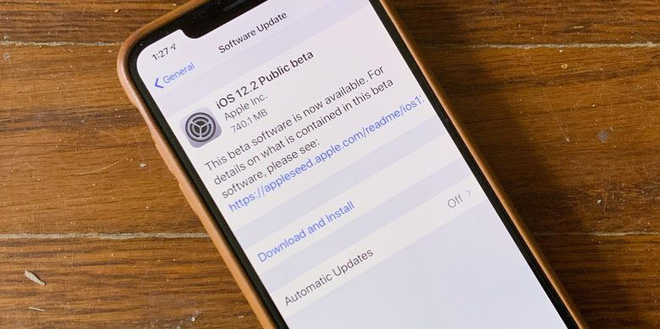 1:27
Software Update
General
iOS 12.2 Public beta
Apple Inc.
740.1 MB
This beta software is now available. For
details on what is contained in this beta
software, please see:
https://appleseed.apple.com/readme/ios1
Download and Install
Automatic Updates
Off